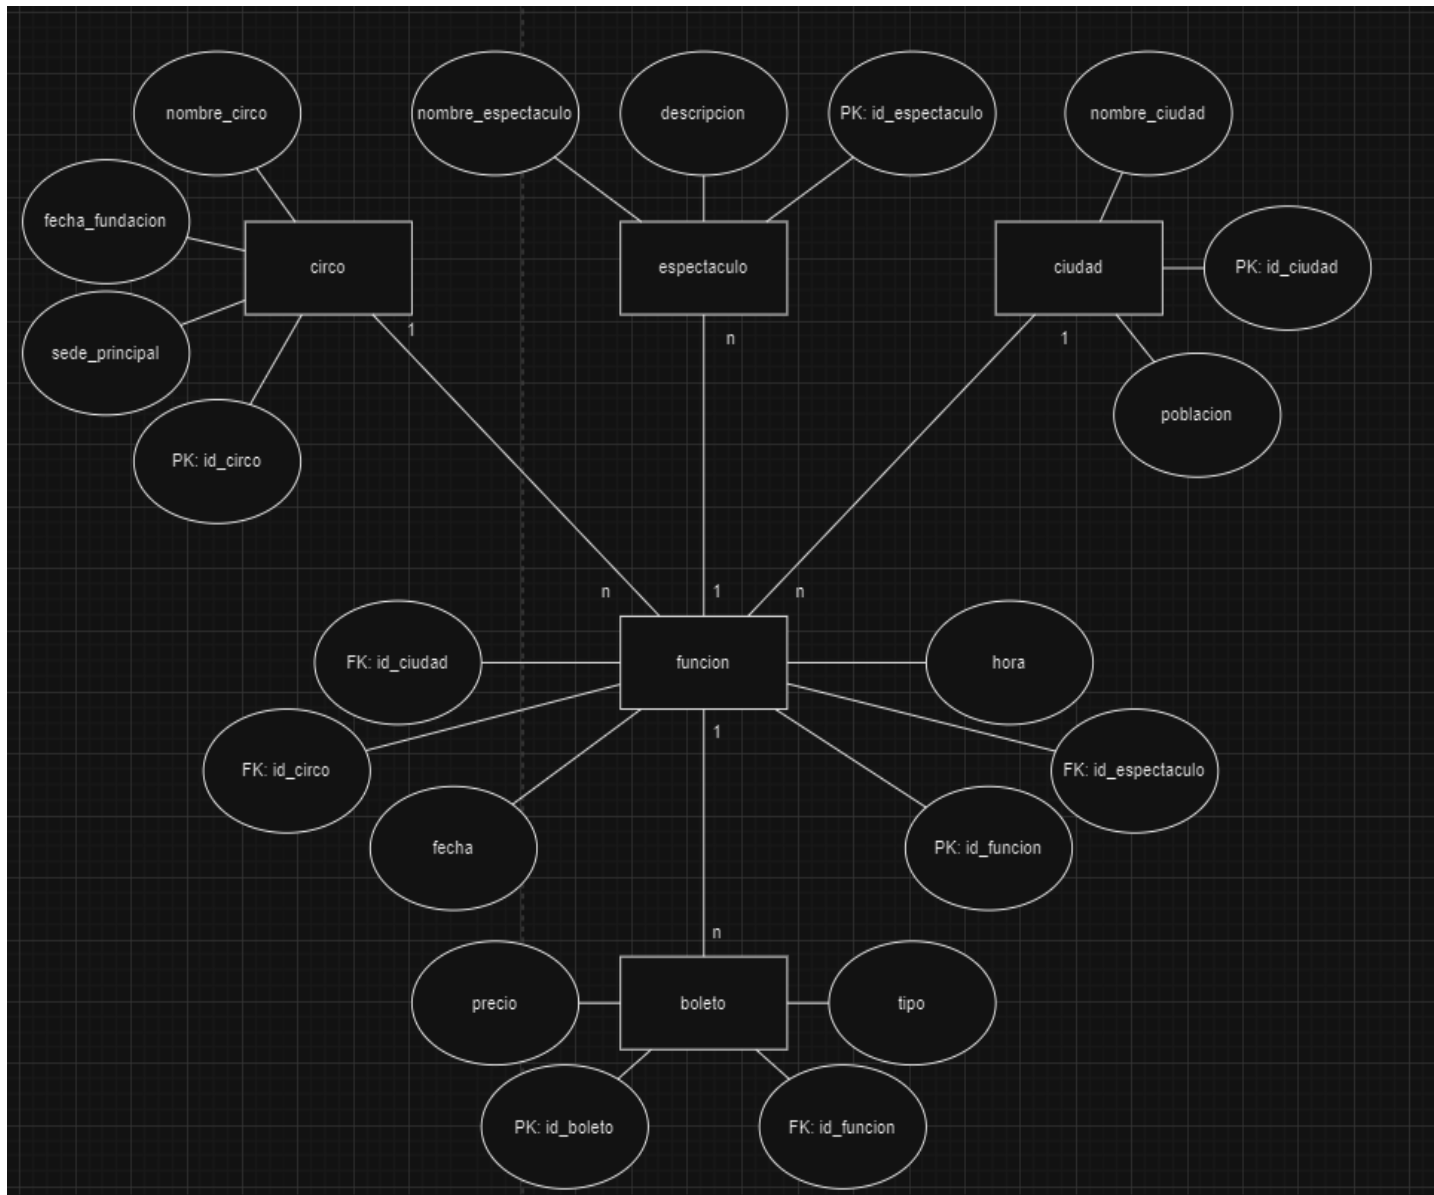 nombre_circo
nombre_espectaculo
descripcion
PK: id_espectaculo
nombre_ciudad
fecha_fundacion
circo
espectaculo
ciudad
PK: id_ciudad
1
n
1
sede_principal
poblacion
PK: id_circo
n
1
n
FK: id_ciudad
funcion
hora
1
FK: id_circo
FK: id_espectaculo
fecha
PK: id_funcion
n
precio
boleto
tipo
PK: id_boleto
FK: id_funcion